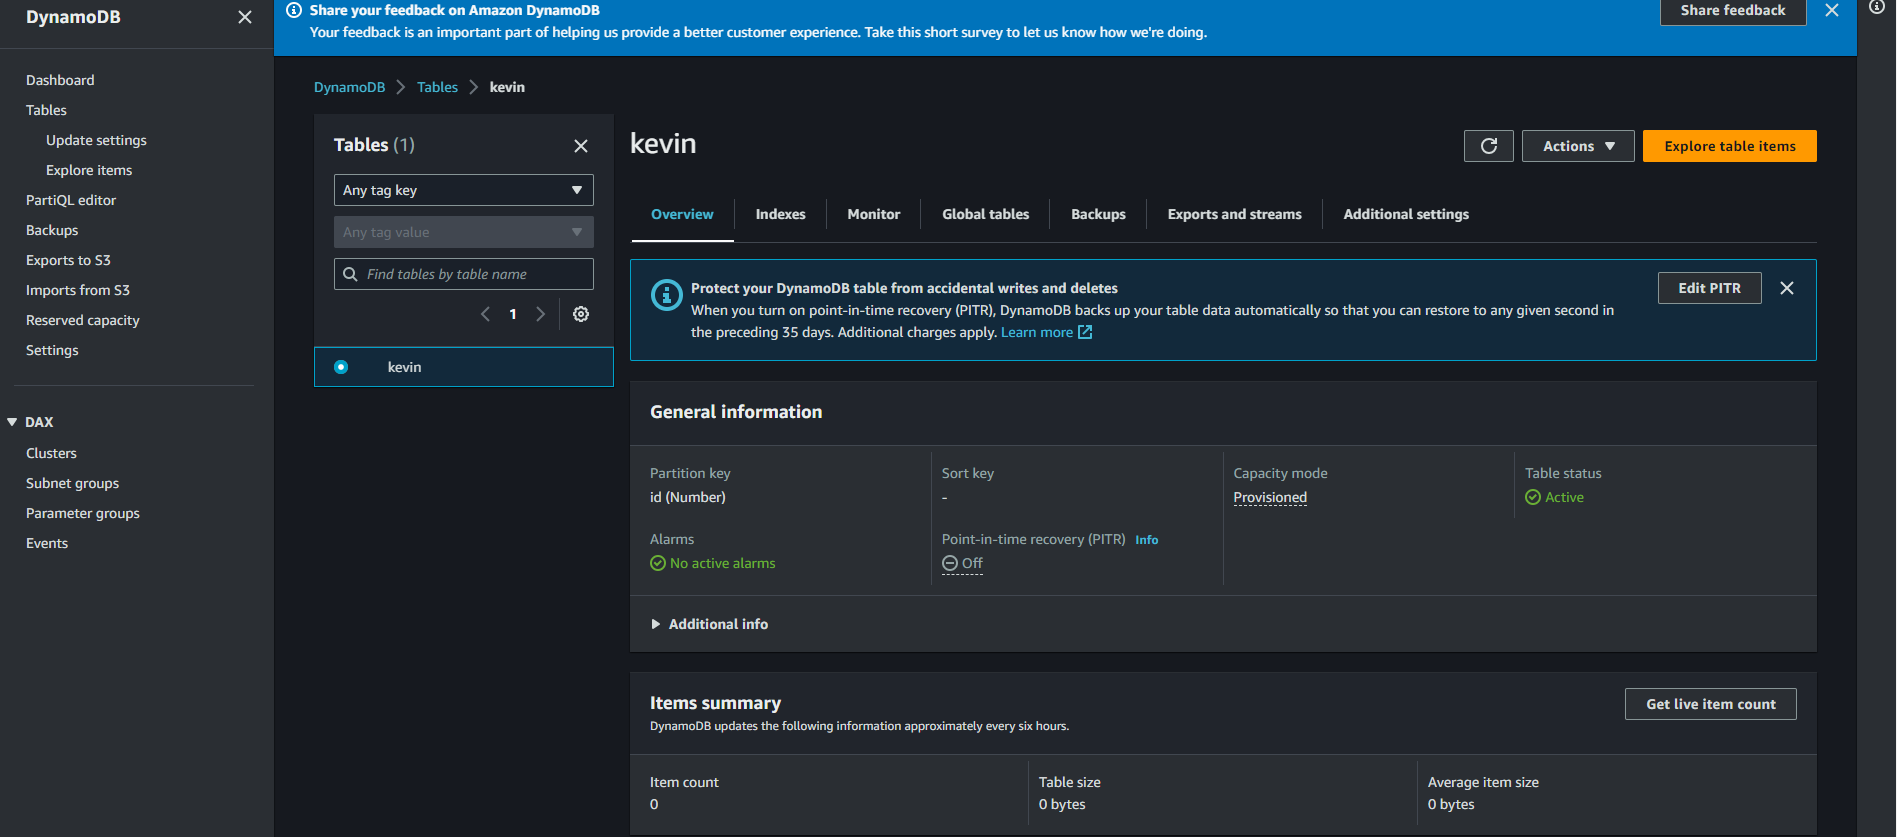 DynamoDB
Dashboard
Tables
Update settings
Explore items
PartiQL editor
Backups
Exports to S3
Imports from S3
Reserved capacity
Settings
DAX
Clusters
Subnet groups
Parameter groups
Events
Share your feedback on Amazon DynamoDB
Your feedback is an important part of helping us provide a better customer experience. Take this short survey to let us know how we're doing.
Share feedback
DynamoDB > Tables > kevin
Tables (1)
Any tag key
Any tag value
Find tables by table name
1
kevin
kevin
Actions
Explore table items
Overview
Indexes
Monitor
Global tables
Backups
Exports and streams
Additional settings
Protect your DynamoDB table from accidental writes and deletes
When you turn on point-in-time recovery (PITR), DynamoDB backs up your table data automatically so that you can restore to any given second in
the preceding 35 days. Additional charges apply. Learn more
Edit PITR
General information
Partition key
id (Number)
Sort key
-
Capacity mode
Provisioned
Table status
Active
Alarms
No active alarms
Point-in-time recovery (PITR) Info
Off
Additional info
Items summary
DynamoDB updates the following information approximately every six hours.
Get live item count
Item count
0
Table size
0 bytes
Average item size
0 bytes